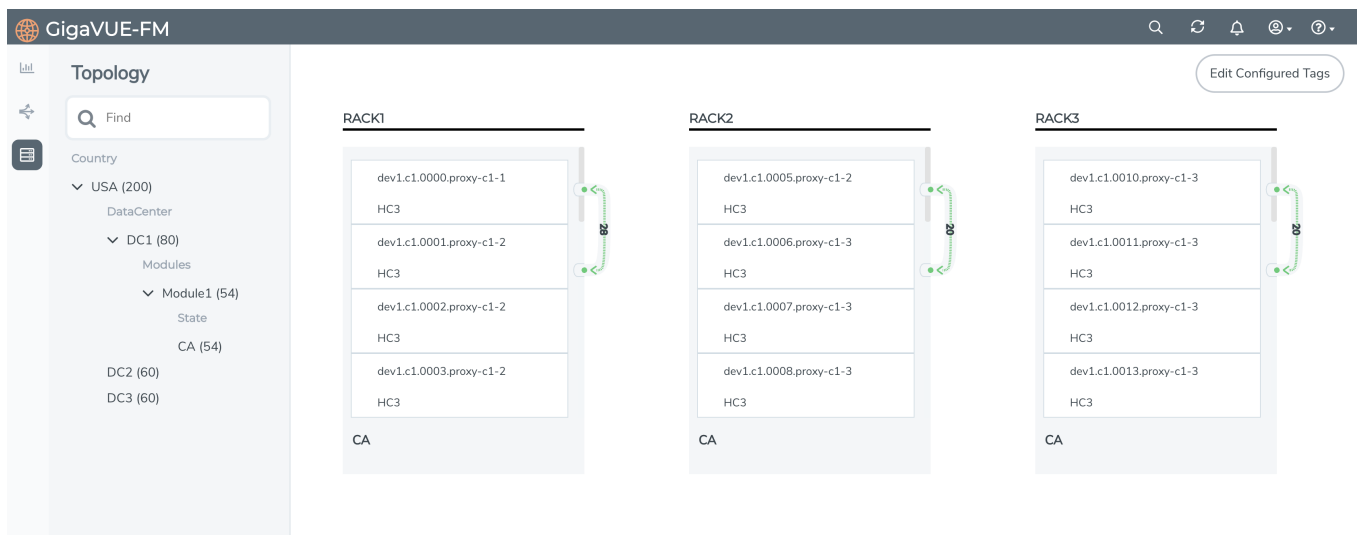 GigaVUE-FM
Topology
Edit Configured Tags
Find
Country
USA (200)
DataCenter
DC1 (80)
Modules
Module1 (54)
State
CA (54)
DC2 (60)
DC3 (60)
RACK1
dev1.c1.0000.proxy-c1-1
HC3
dev1.c1.0001.proxy-c1-2
HC3
dev1.c1.0002.proxy-c1-2
HC3
dev1.c1.0003.proxy-c1-2
HC3
CA
28
RACK2
dev1.c1.0005.proxy-c1-2
HC3
dev1.c1.0006.proxy-c1-3
HC3
dev1.c1.0007.proxy-c1-3
HC3
dev1.c1.0008.proxy-c1-3
HC3
CA
20
RACK3
dev1.c1.0010.proxy-c1-3
HC3
dev1.c1.0011.proxy-c1-3
HC3
dev1.c1.0012.proxy-c1-3
HC3
dev1.c1.0013.proxy-c1-3
HC3
CA
20